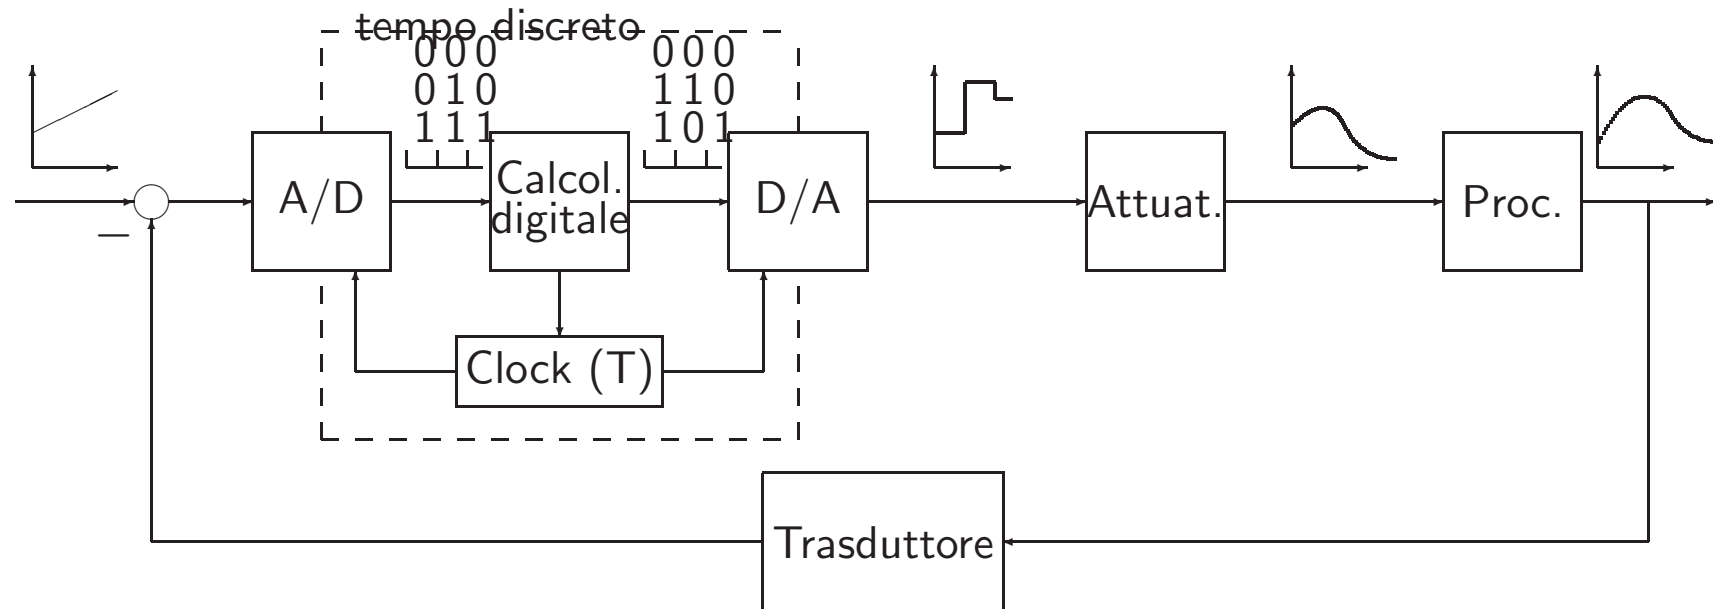 tempo discreto
000 000
010 110
111 101
A/D
Calcol.
digitale
D/A
Attuat.
Proc.
–
Clock (T)
Trasduttore